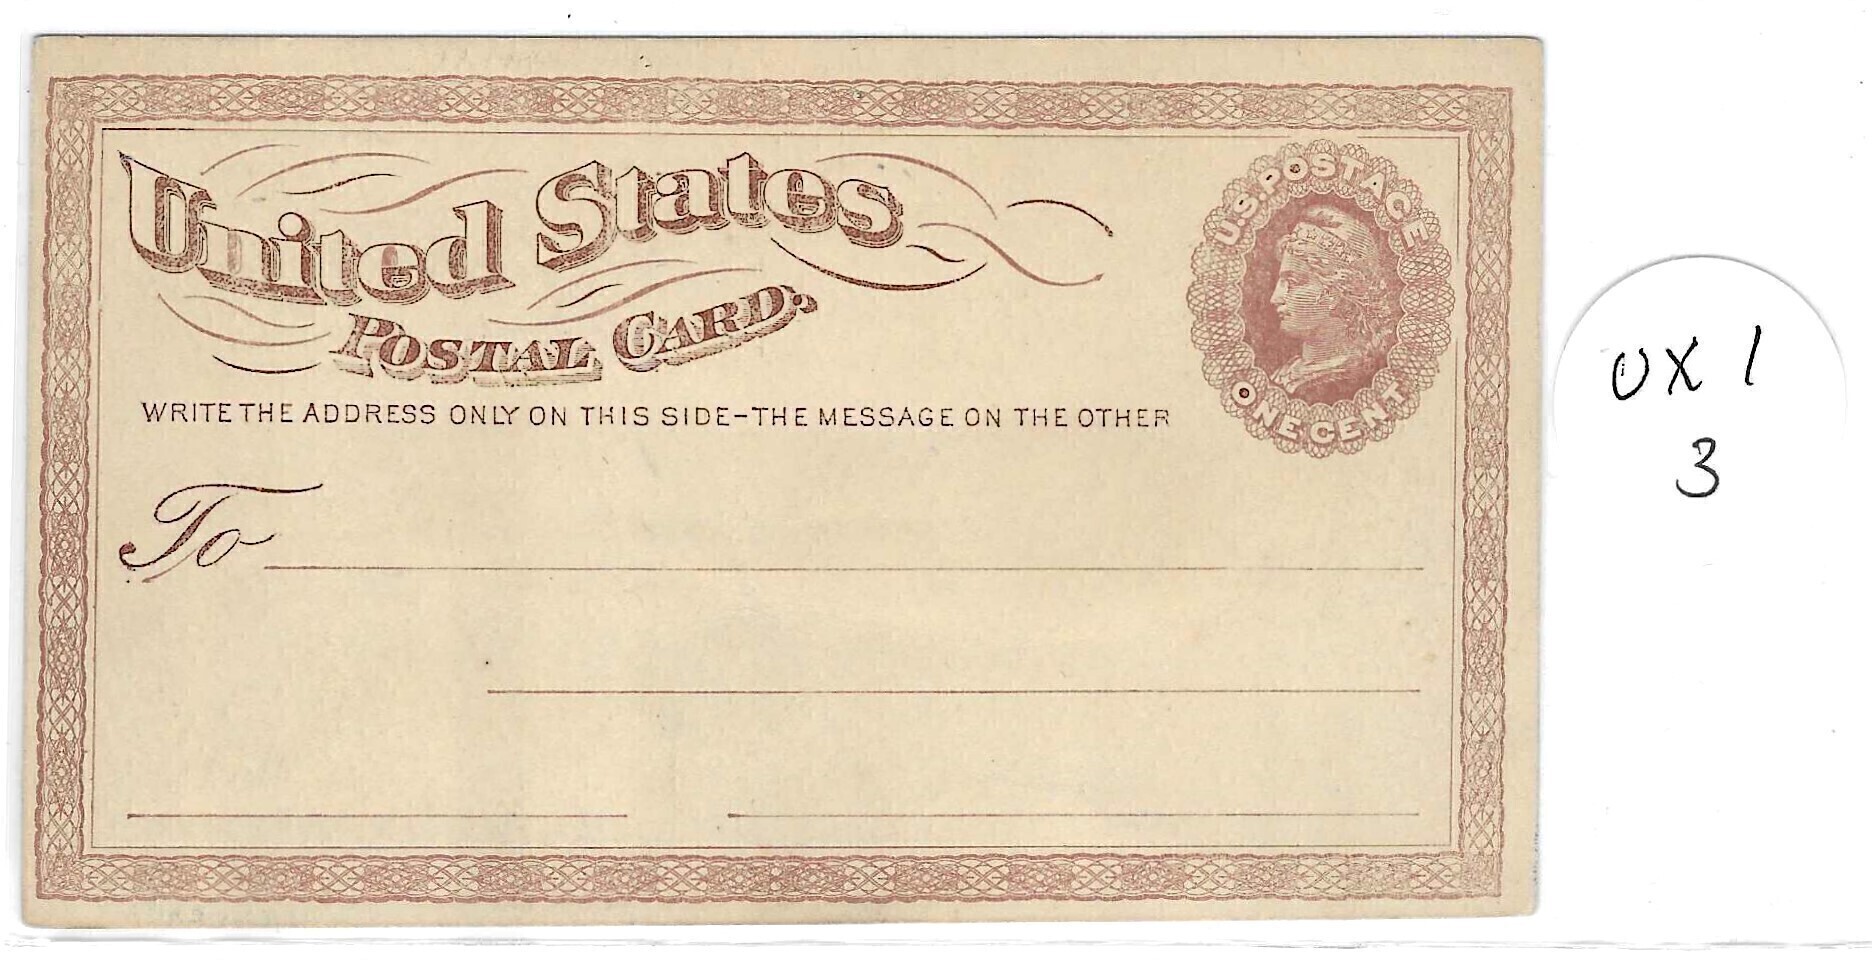 United States
Postal Card.
WRITE THE ADDRESS ONLY ON THIS SIDE-THE MESSAGE ON THE OTHER
U.S. POSTAGE
ONE CENT
To
UX 1
3